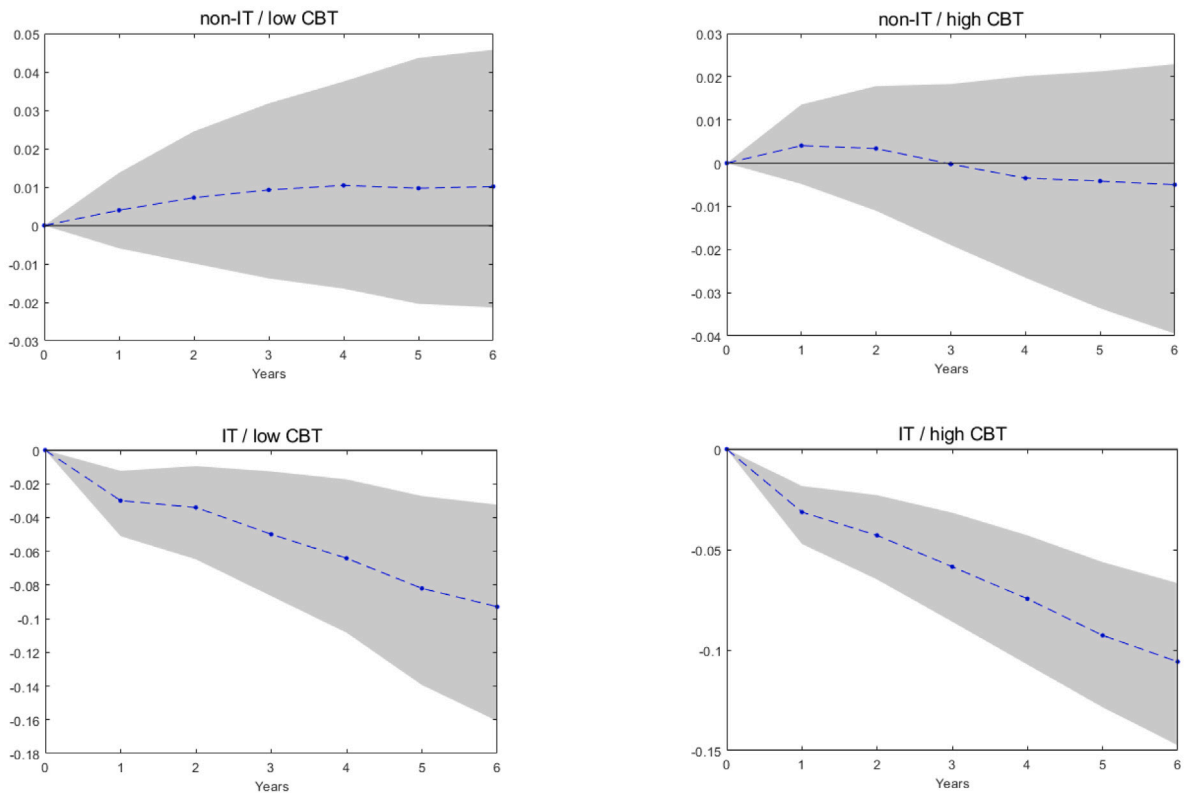 non-IT / low CBT
0.05
0.04
0.03
0.02
0.01
0
-0.01
-0.02
-0.03
0 1 2 3 4 5 6
Years
non-IT / high CBT
0.03
0.02
0.01
0
-0.01
-0.02
-0.03
-0.04
0 1 2 3 4 5 6
Years
IT / low CBT
0
-0.02
-0.04
-0.06
-0.08
-0.1
-0.12
-0.14
-0.16
-0.18
0 1 2 3 4 5 6
Years
IT / high CBT
0
-0.05
-0.1
-0.15
0 1 2 3 4 5 6
Years